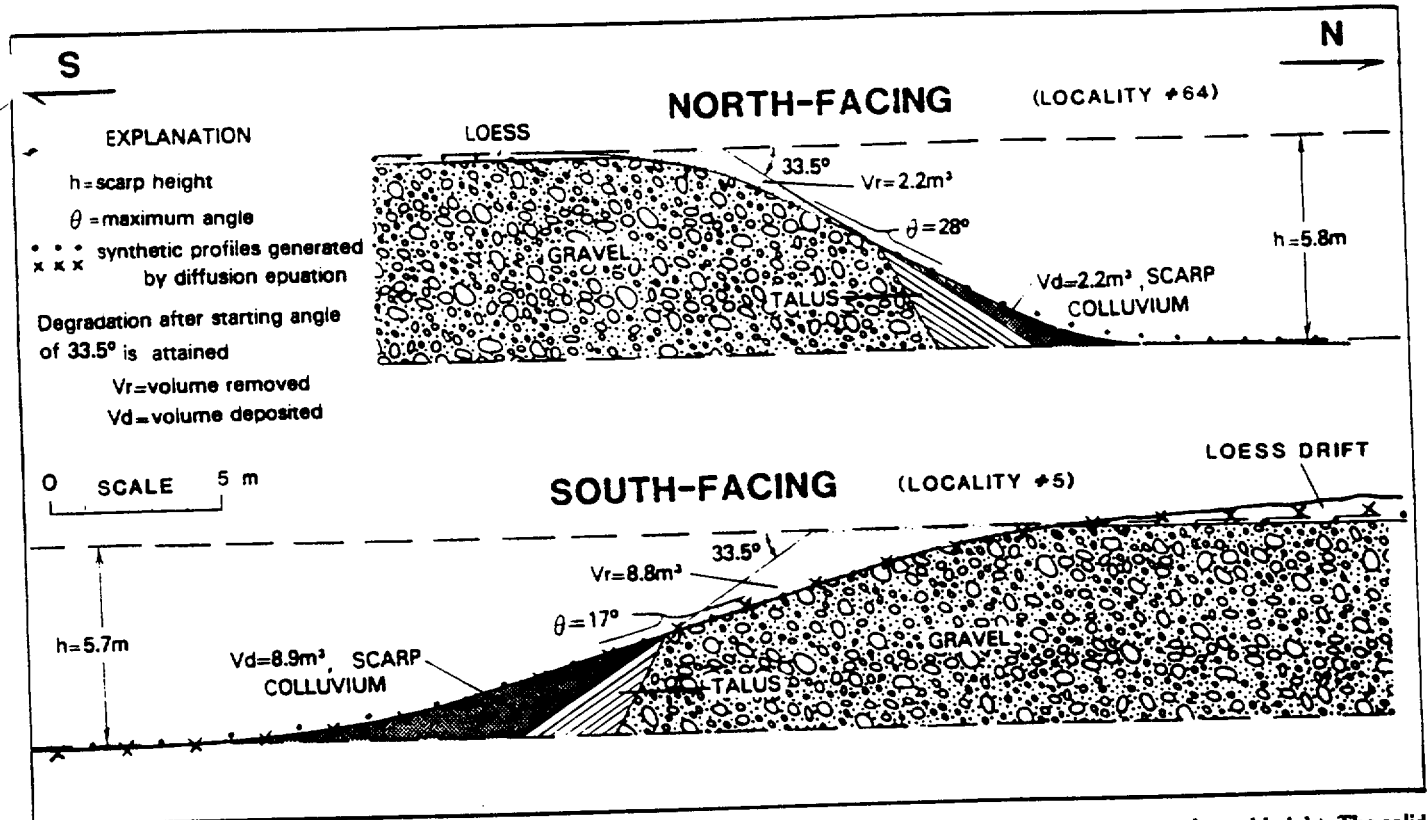 S
N
NORTH-FACING (LOCALITY #64)
EXPLANATION
h=scarp height
θ=maximum angle
synthetic profiles generated
by diffusion epuation
Degradation after starting angle
of 33.5° is attained
Vr=volume removed
Vd=volume deposited
LOESS
33.5°
Vr=2.2m³
θ=28°
h=5.8m
GRAVEL
TALUS
Vd=2.2m³, SCARP
COLLUVIUM
0 SCALE 5 m
SOUTH-FACING (LOCALITY #5)
LOESS DRIFT
33.5°
Vr=8.8m³
θ=17°
h=5.7m
Vd=8.9m³, SCARP
COLLUVIUM
GRAVEL
TALUS